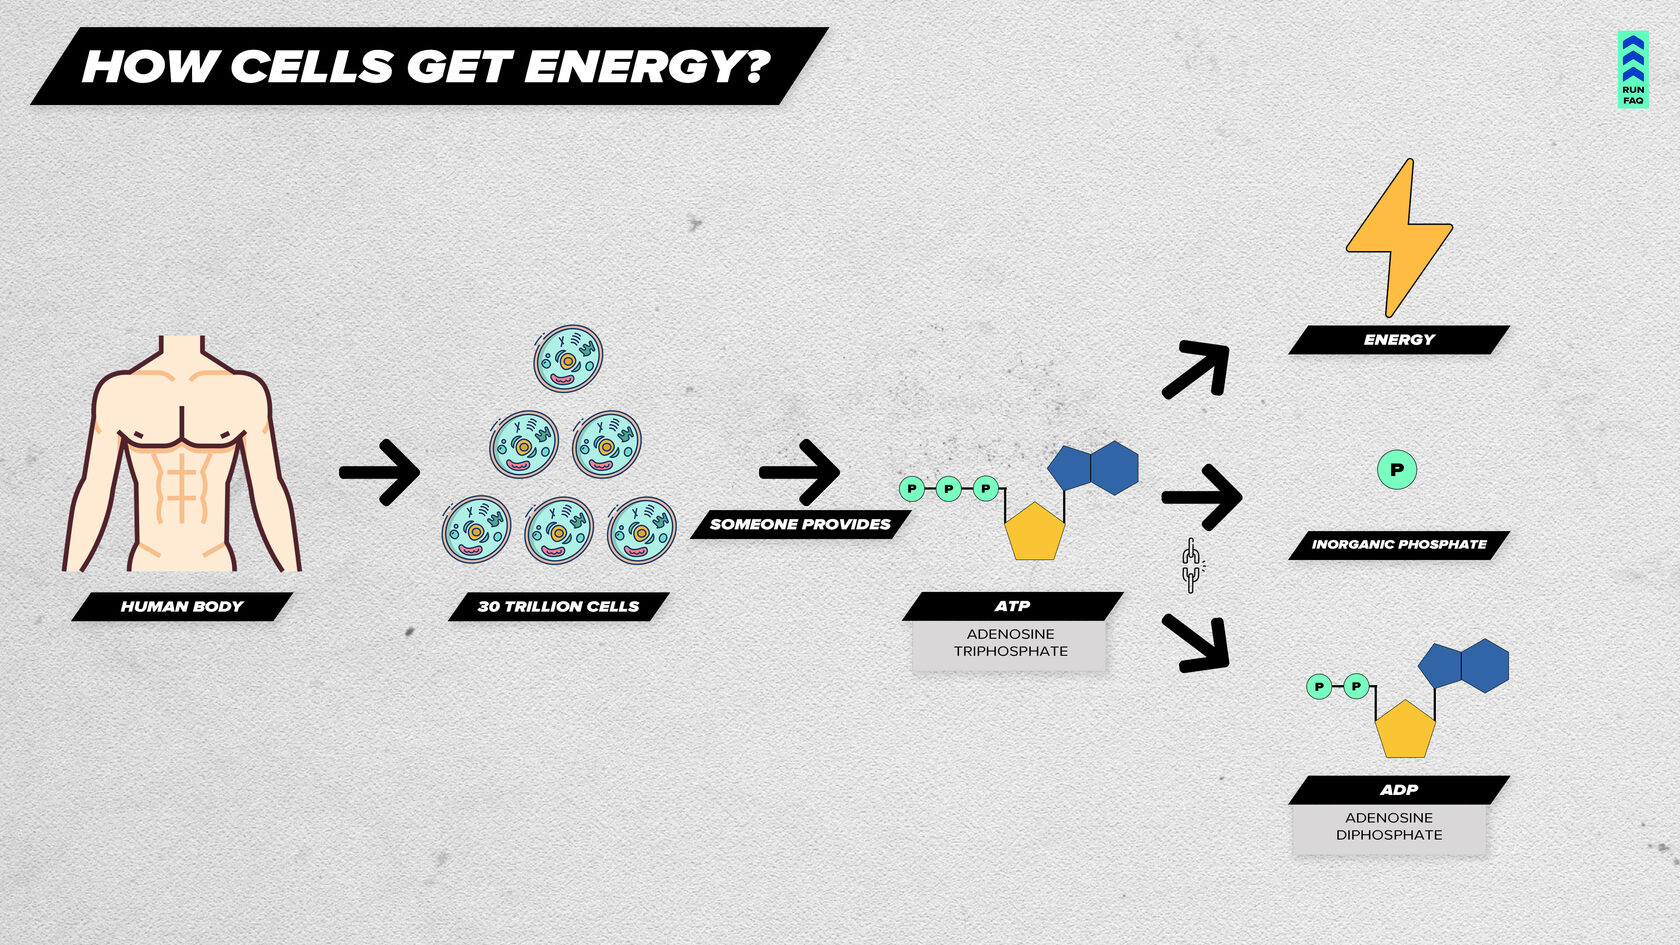 HOW CELLS GET ENERGY?
RUN
FAQ
ENERGY
P
INORGANIC PHOSPHATE
P P P
SOMEONE PROVIDES
HUMAN BODY
30 TRILLION CELLS
ATP
ADENOSINE
TRIPHOSPHATE
P P
ADP
ADENOSINE
DIPHOSPHATE